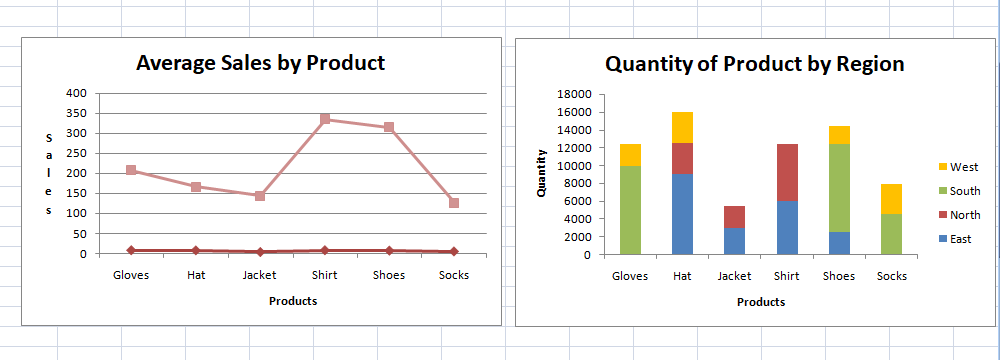 Average Sales by Product
Sales
400
350
300
250
200
150
100
50
0
Gloves Hat Jacket Shirt Shoes Socks
Products
Quantity of Product by Region
Quantity
18000
16000
14000
12000
10000
8000
6000
4000
2000
0
Gloves Hat Jacket Shirt Shoes Socks
Products
West
South
North
East